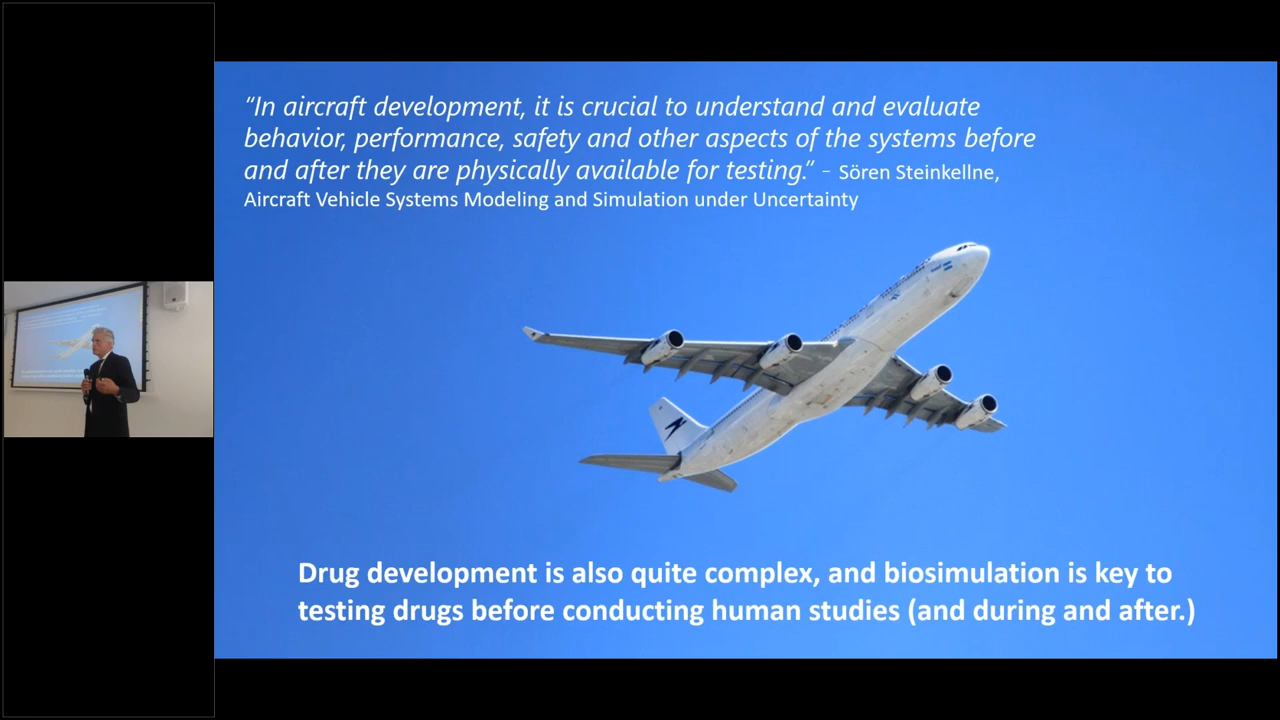 “In aircraft development, it is crucial to understand and evaluate
behavior, performance, safety and other aspects of the systems before
and after they are physically available for testing.” – Sören Steinkellne,
Aircraft Vehicle Systems Modeling and Simulation under Uncertainty
Drug development is also quite complex, and biosimulation is key to
testing drugs before conducting human studies (and during and after.)